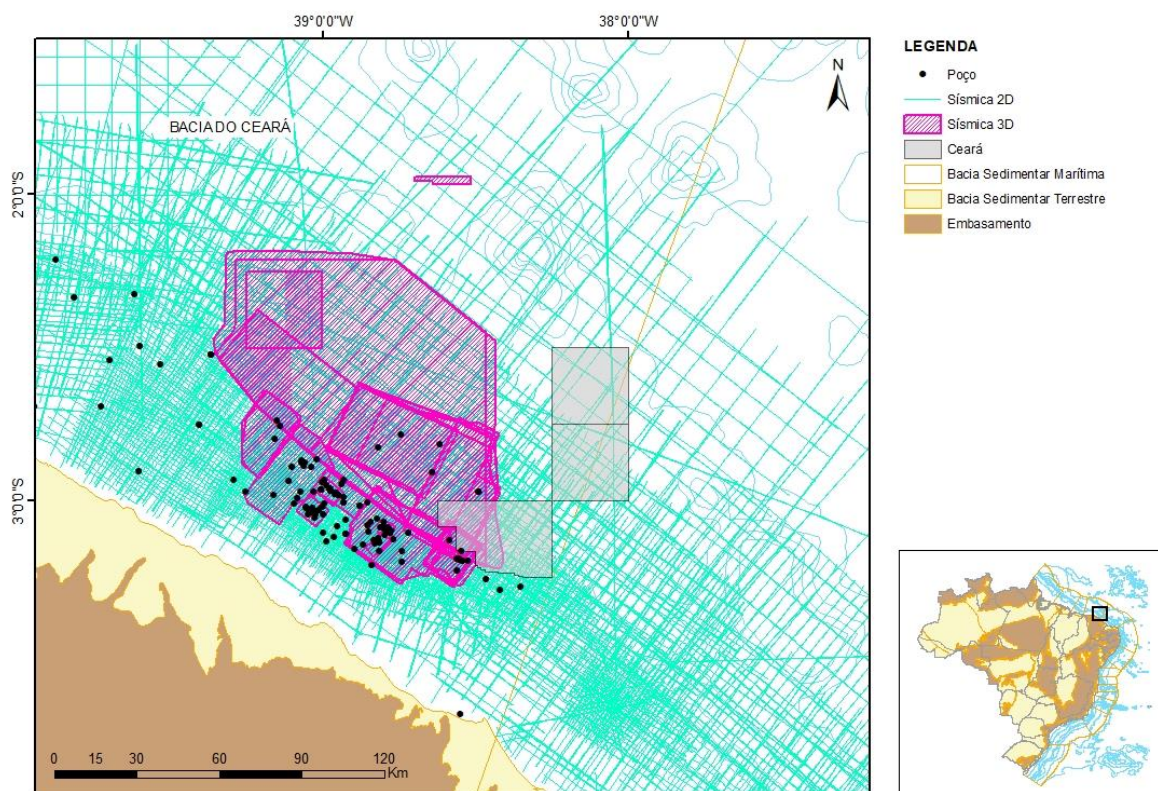 39°0'0"W
38°0'0"W
N
BACIA DO CEARÁ
2°0'0"S
3°0'0"S
0 15 30 60 90 120
Km
LEGENDA
Poço
Sísmica 2D
Sísmica 3D
Ceará
Bacia Sedimentar Marítima
Bacia Sedimentar Terrestre
Embasamento